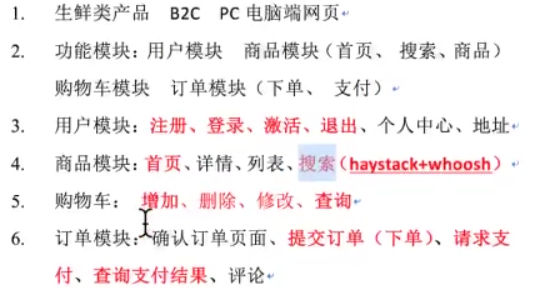 1. 生鲜类产品 B2C PC 电脑端网页
2. 功能模块：用户模块 商品模块（首页、 搜索、商品）
购物车模块 订单模块（下单、 支付）
3. 用户模块：注册、登录、激活、退出、个人中心、地址
4. 商品模块：首页、详情、列表、搜索（haystack+whoosh）
5. 购物车： 增加、删除、修改、查询
6. 订单模块：确认订单页面、提交订单（下单）、请求支
付、查询支付结果、评论